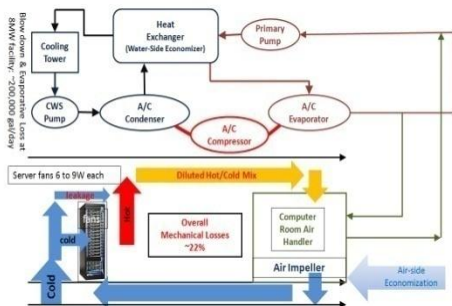 Blow down & Evaporative Loss at
8MW facility: ~200,000 gal/day
Cooling
Tower
CWS
Pump
Heat
Exchanger
(Water-Side Economizer)
Primary
Pump
A/C
Condenser
A/C
Compressor
A/C
Evaporator
Server fans 6 to 9W each
leakage
fans
cold
Cold
Hot
Diluted Hot/Cold Mix
Overall
Mechanical Losses
~22%
Computer
Room Air
Handler
Air Impeller
Air-side
Economization